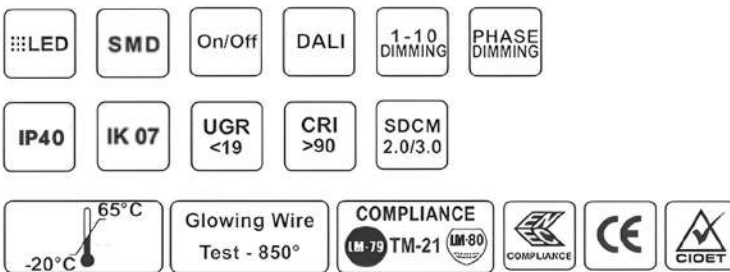 LED
SMD
On/Off
DALI
1-10
DIMMING
PHASE
DIMMING
IP40
IK 07
UGR
<19
CRI
>90
SDCM
2.0/3.0
65°C
-20°C
Glowing Wire
Test - 850°
COMPLIANCE
LM-79 TM-21 LM-80
ENEC
COMPLIANCE
CE
CIOET